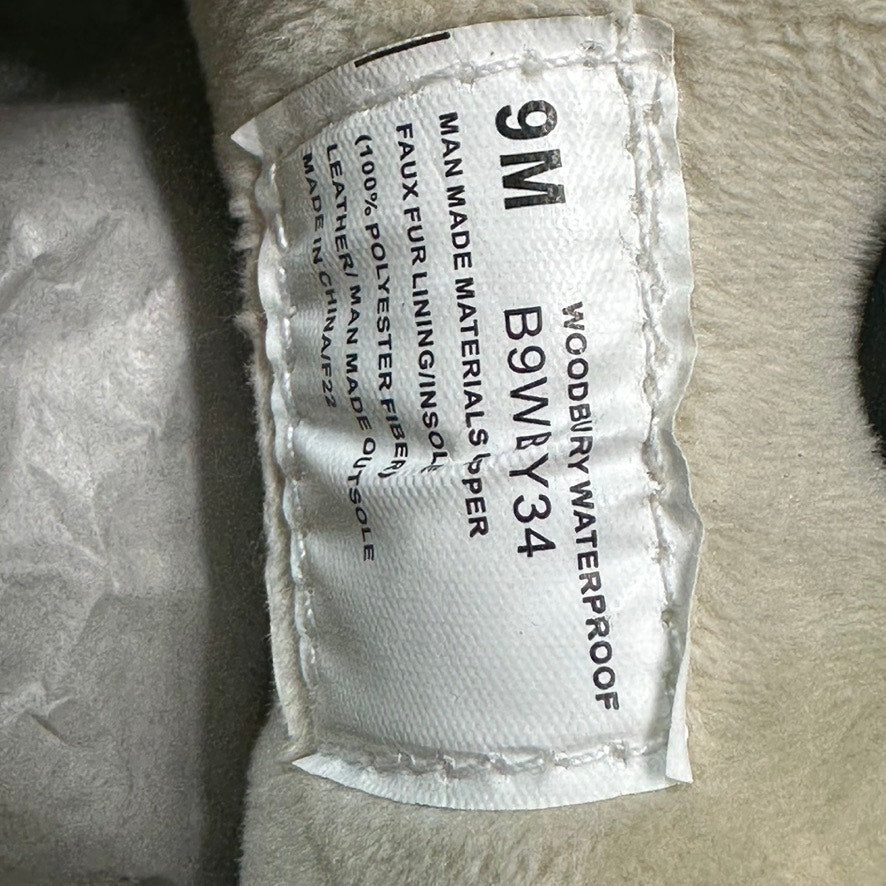 WOODBURY WATERPROOF
9M B9WBY34
MAN MADE MATERIALS UPPER
FAUX FUR LINING/INSOLE
(100% POLYESTER FIBER)
LEATHER/ MAN MADE OUTSOLE
MADE IN CHINA/F22